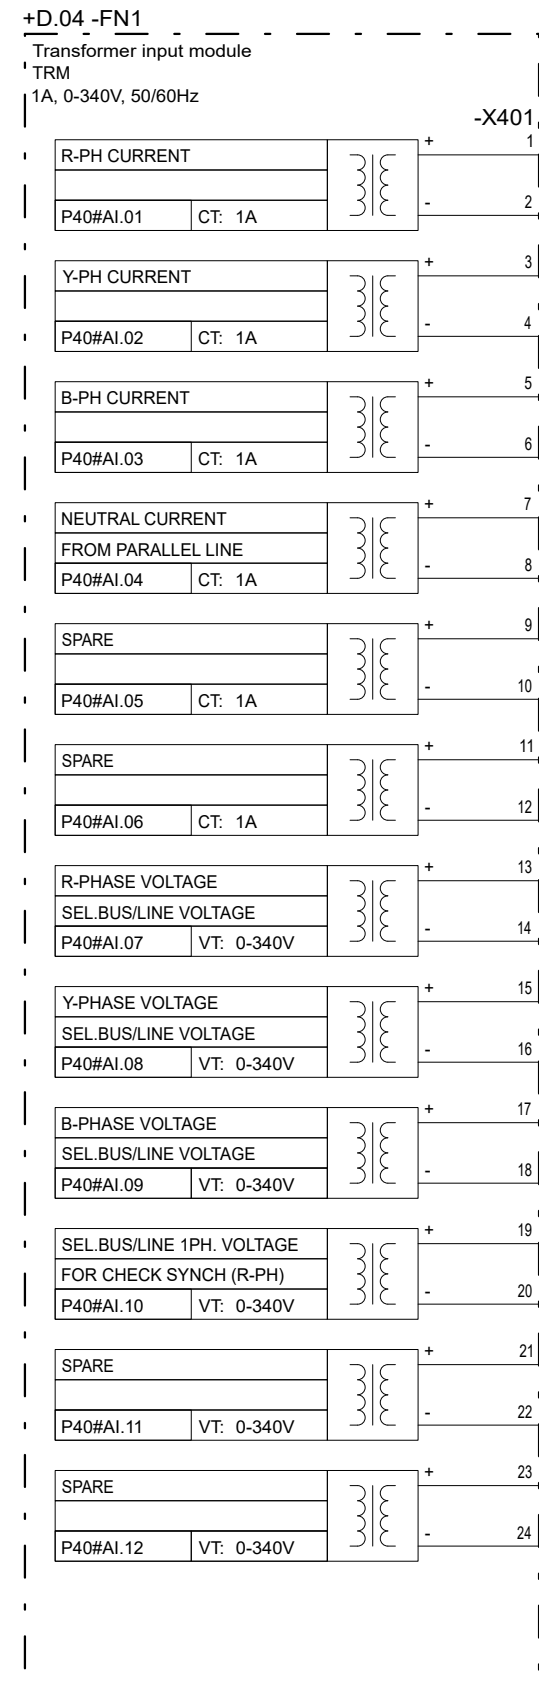 +D.04 -FN1
Transformer input module
TRM
1A, 0-340V, 50/60Hz
-X401
R-PH CURRENT
+ 1
P40#AI.01 CT: 1A
- 2
Y-PH CURRENT
+ 3
P40#AI.02 CT: 1A
- 4
B-PH CURRENT
+ 5
P40#AI.03 CT: 1A
- 6
NEUTRAL CURRENT
+ 7
FROM PARALLEL LINE
P40#AI.04 CT: 1A
- 8
SPARE
+ 9
P40#AI.05 CT: 1A
- 10
SPARE
+ 11
P40#AI.06 CT: 1A
- 12
R-PHASE VOLTAGE
+ 13
SEL.BUS/LINE VOLTAGE
P40#AI.07 VT: 0-340V
- 14
Y-PHASE VOLTAGE
+ 15
SEL.BUS/LINE VOLTAGE
P40#AI.08 VT: 0-340V
- 16
B-PHASE VOLTAGE
+ 17
SEL.BUS/LINE VOLTAGE
P40#AI.09 VT: 0-340V
- 18
SEL.BUS/LINE 1PH. VOLTAGE
+ 19
FOR CHECK SYNCH (R-PH)
P40#AI.10 VT: 0-340V
- 20
SPARE
+ 21
P40#AI.11 VT: 0-340V
- 22
SPARE
+ 23
P40#AI.12 VT: 0-340V
- 24